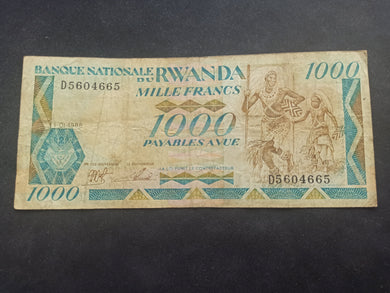 BANQUE NATIONALE DU RWANDA
1000
D5604665
MILLE FRANCS
1000
PAYABLES A VUE
D5604665
1000